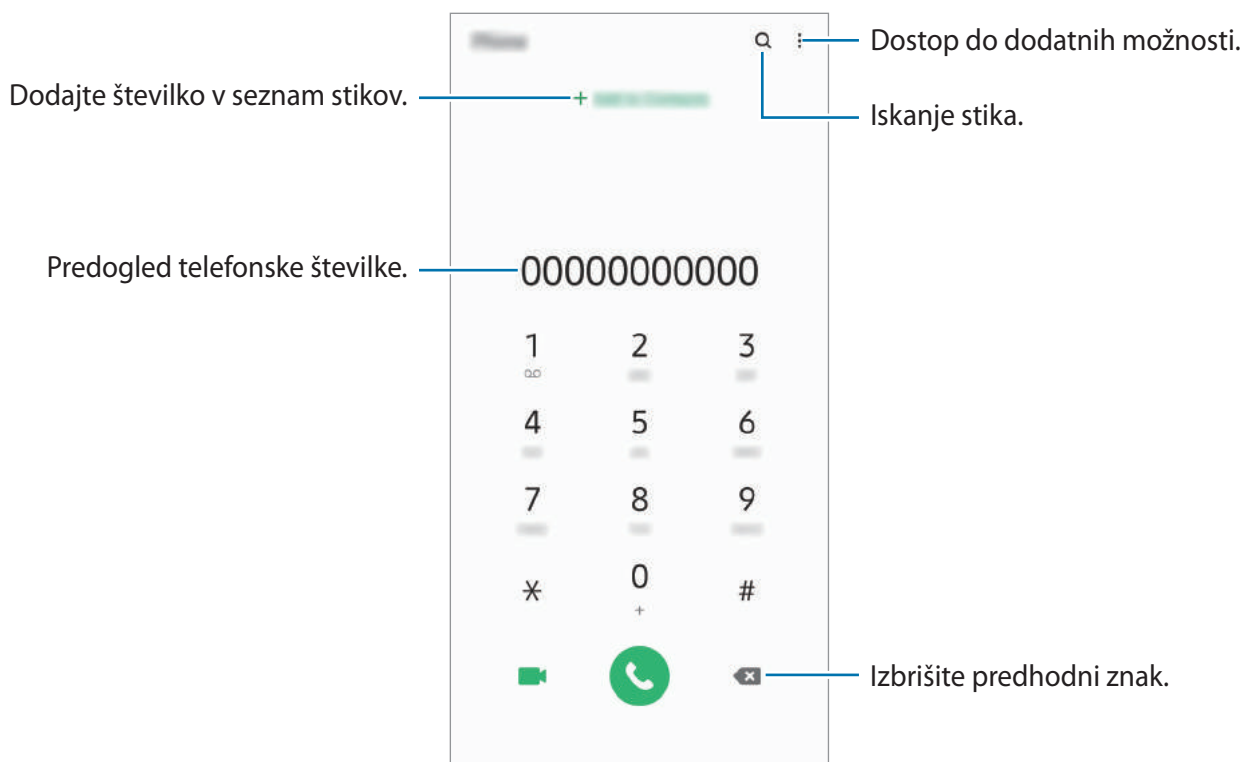 Dostop do dodatnih možnosti.
Dodajte številko v seznam stikov.
+
Iskanje stika.
Predogled telefonske številke.
00000000000
1 2 3
4 5 6
7 8 9
* 0 #
+
Izbrišite predhodni znak.